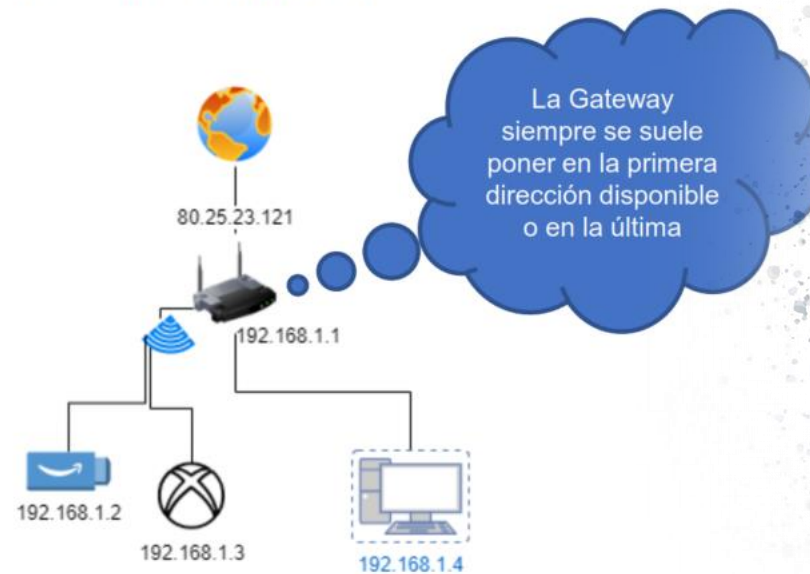 La Gateway
siempre se suele
poner en la primera
dirección disponible
o en la última
80.25.23.121
192.168.1.1
192.168.1.2
192.168.1.3
192.168.1.4